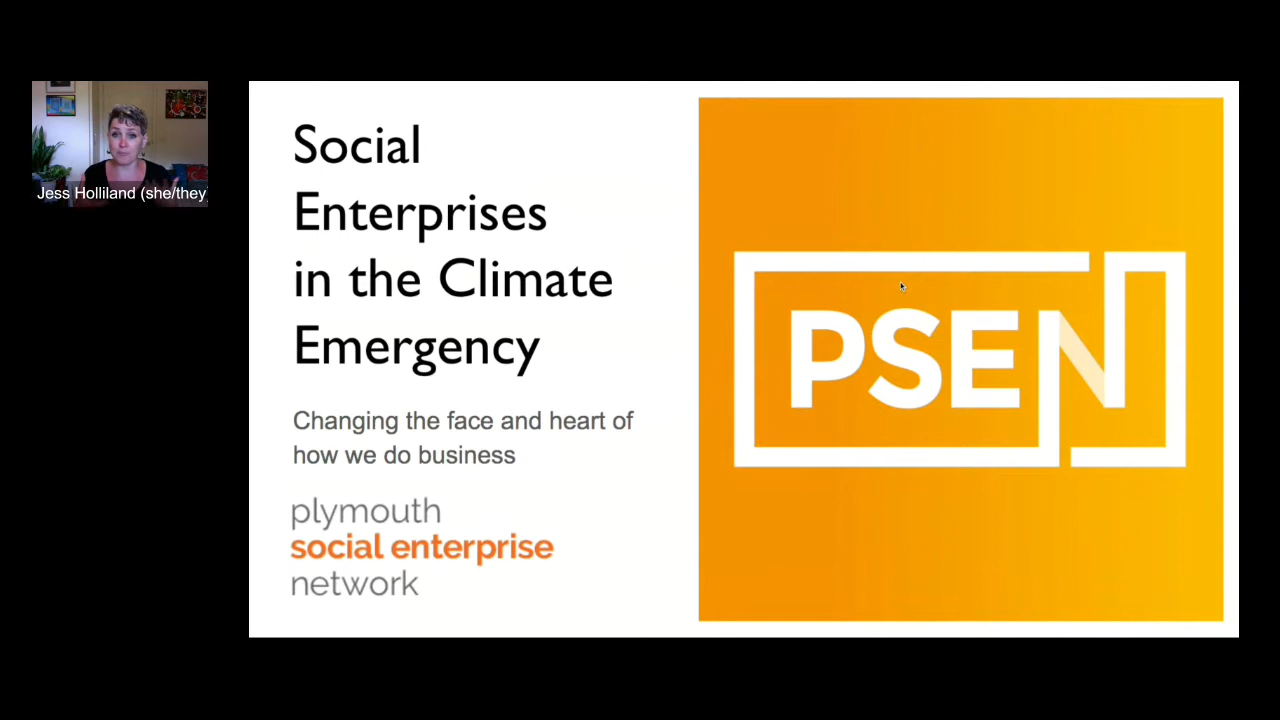 Jess Holliland (she/they)
Social
Enterprises
in the Climate
Emergency
Changing the face and heart of
how we do business
plymouth
social enterprise
network
PSEN